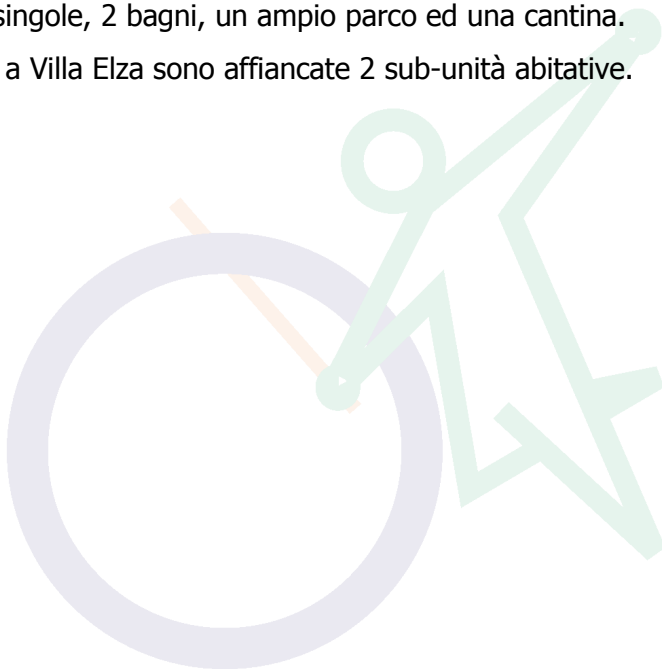 singole, 2 bagni, un ampio parco ed una cantina.
a Villa Elza sono affiancate 2 sub-unità abitative.